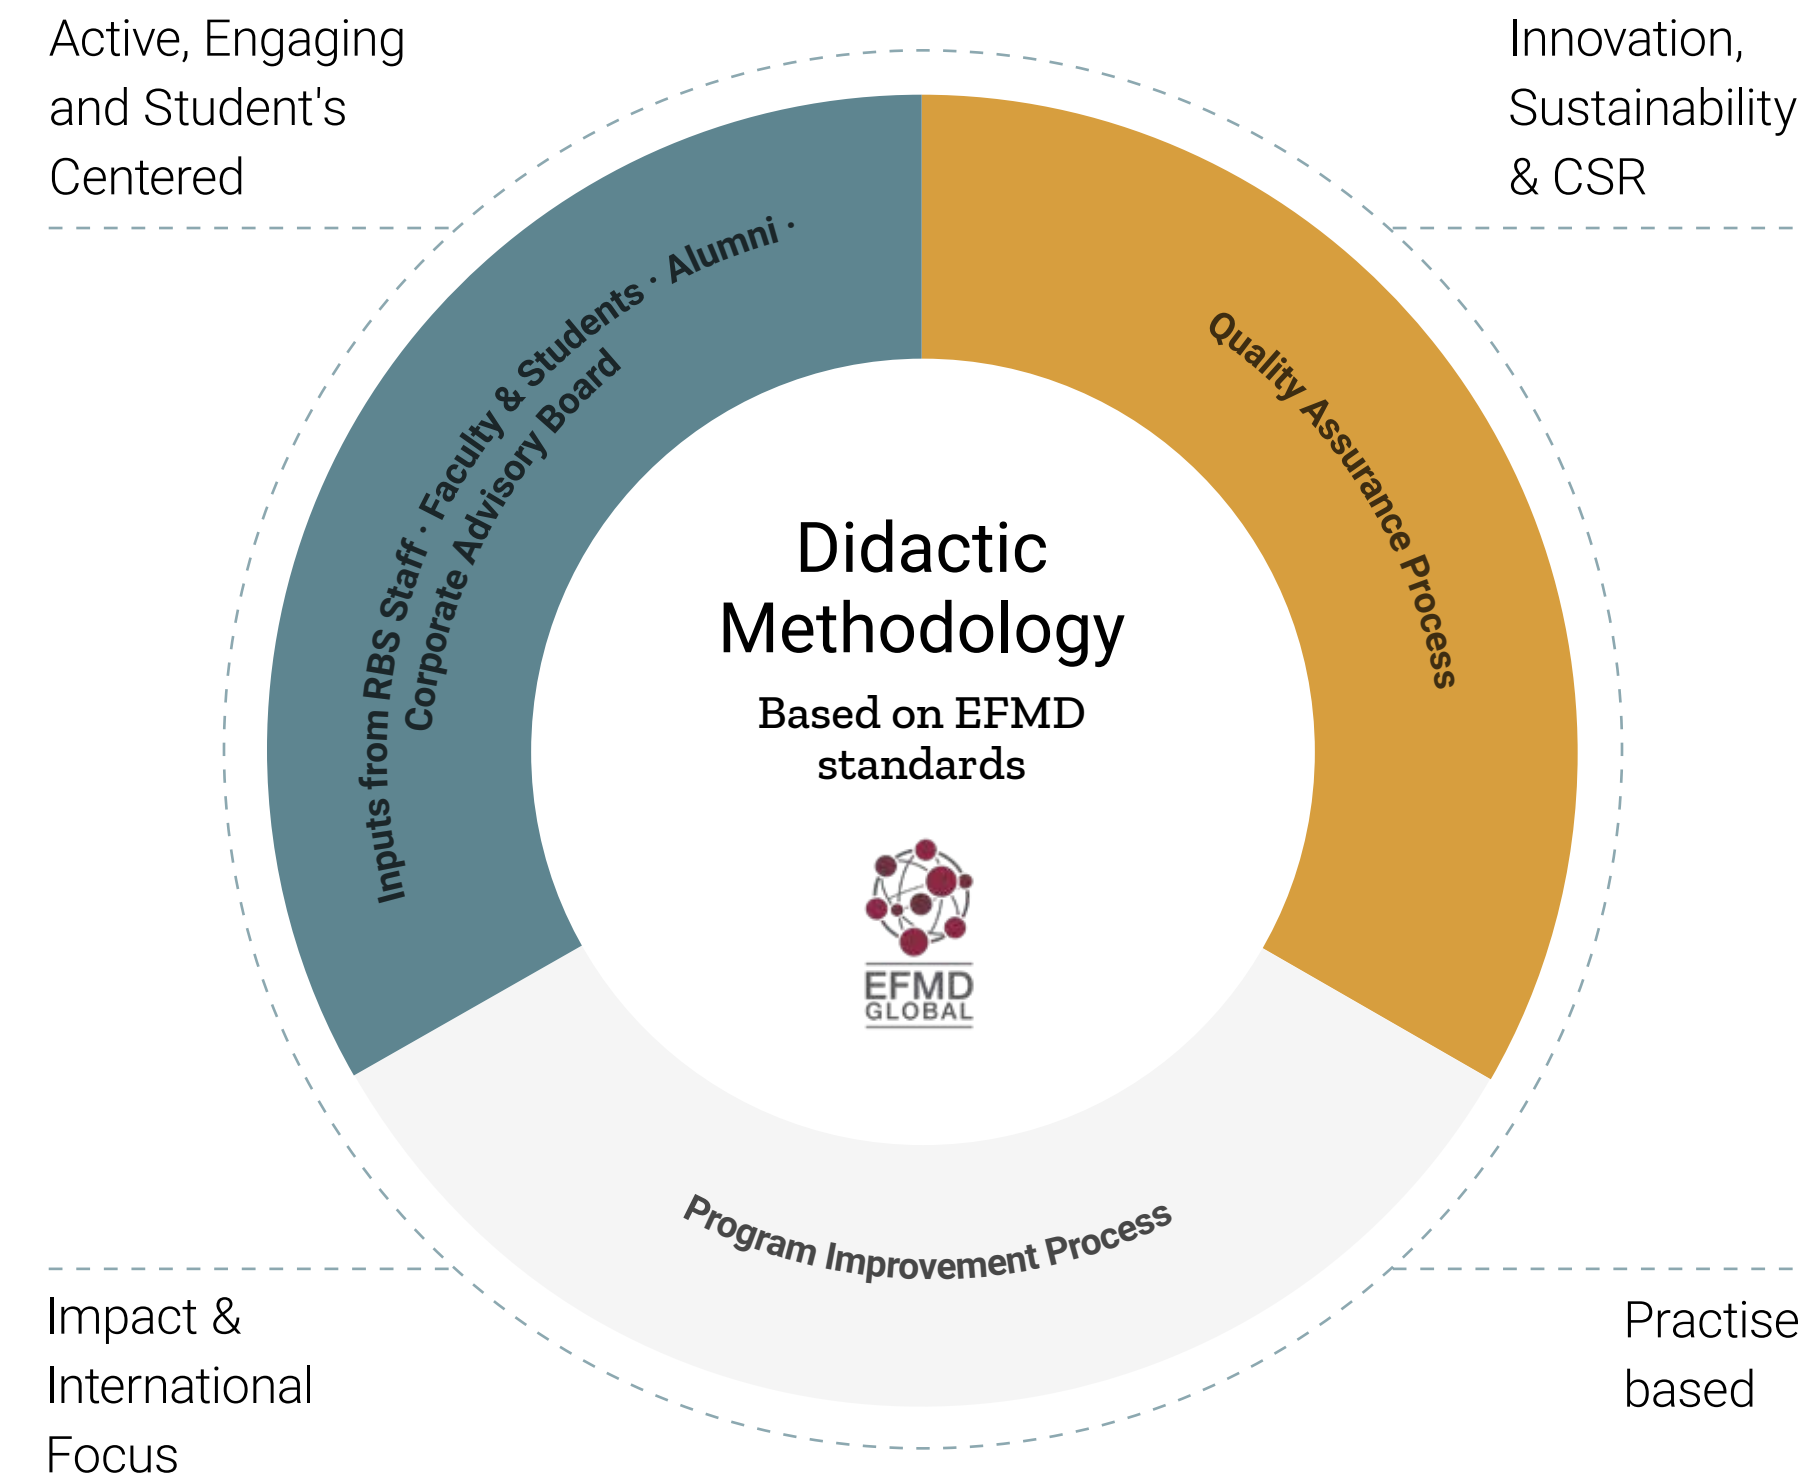 Active, Engaging
and Student's
Centered
Innovation,
Sustainability
& CSR
Inputs from RBS Staff · Faculty & Students · Alumni ·
Corporate Advisory Board
Quality Assurance Process
Didactic
Methodology
Based on EFMD
standards
EFMD
GLOBAL
Program Improvement Process
Impact &
International
Focus
Practise
based